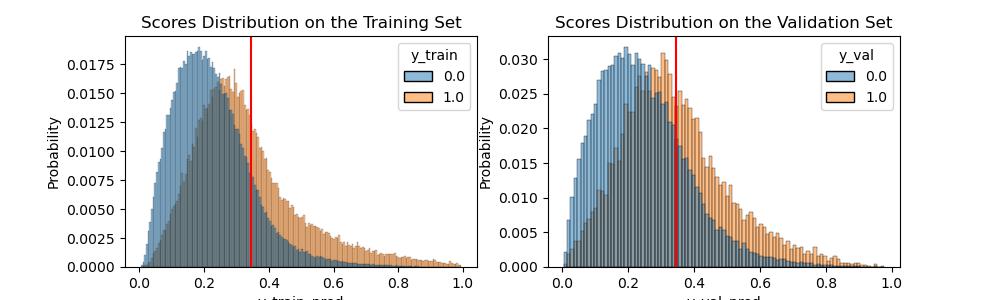 Scores Distribution on the Training Set
Probability
0.0175
0.0150
0.0125
0.0100
0.0075
0.0050
0.0025
0.0000
0.0 0.2 0.4 0.6 0.8 1.0
y_train
0.0
1.0
Scores Distribution on the Validation Set
Probability
0.030
0.025
0.020
0.015
0.010
0.005
0.000
0.0 0.2 0.4 0.6 0.8 1.0
y_val
0.0
1.0